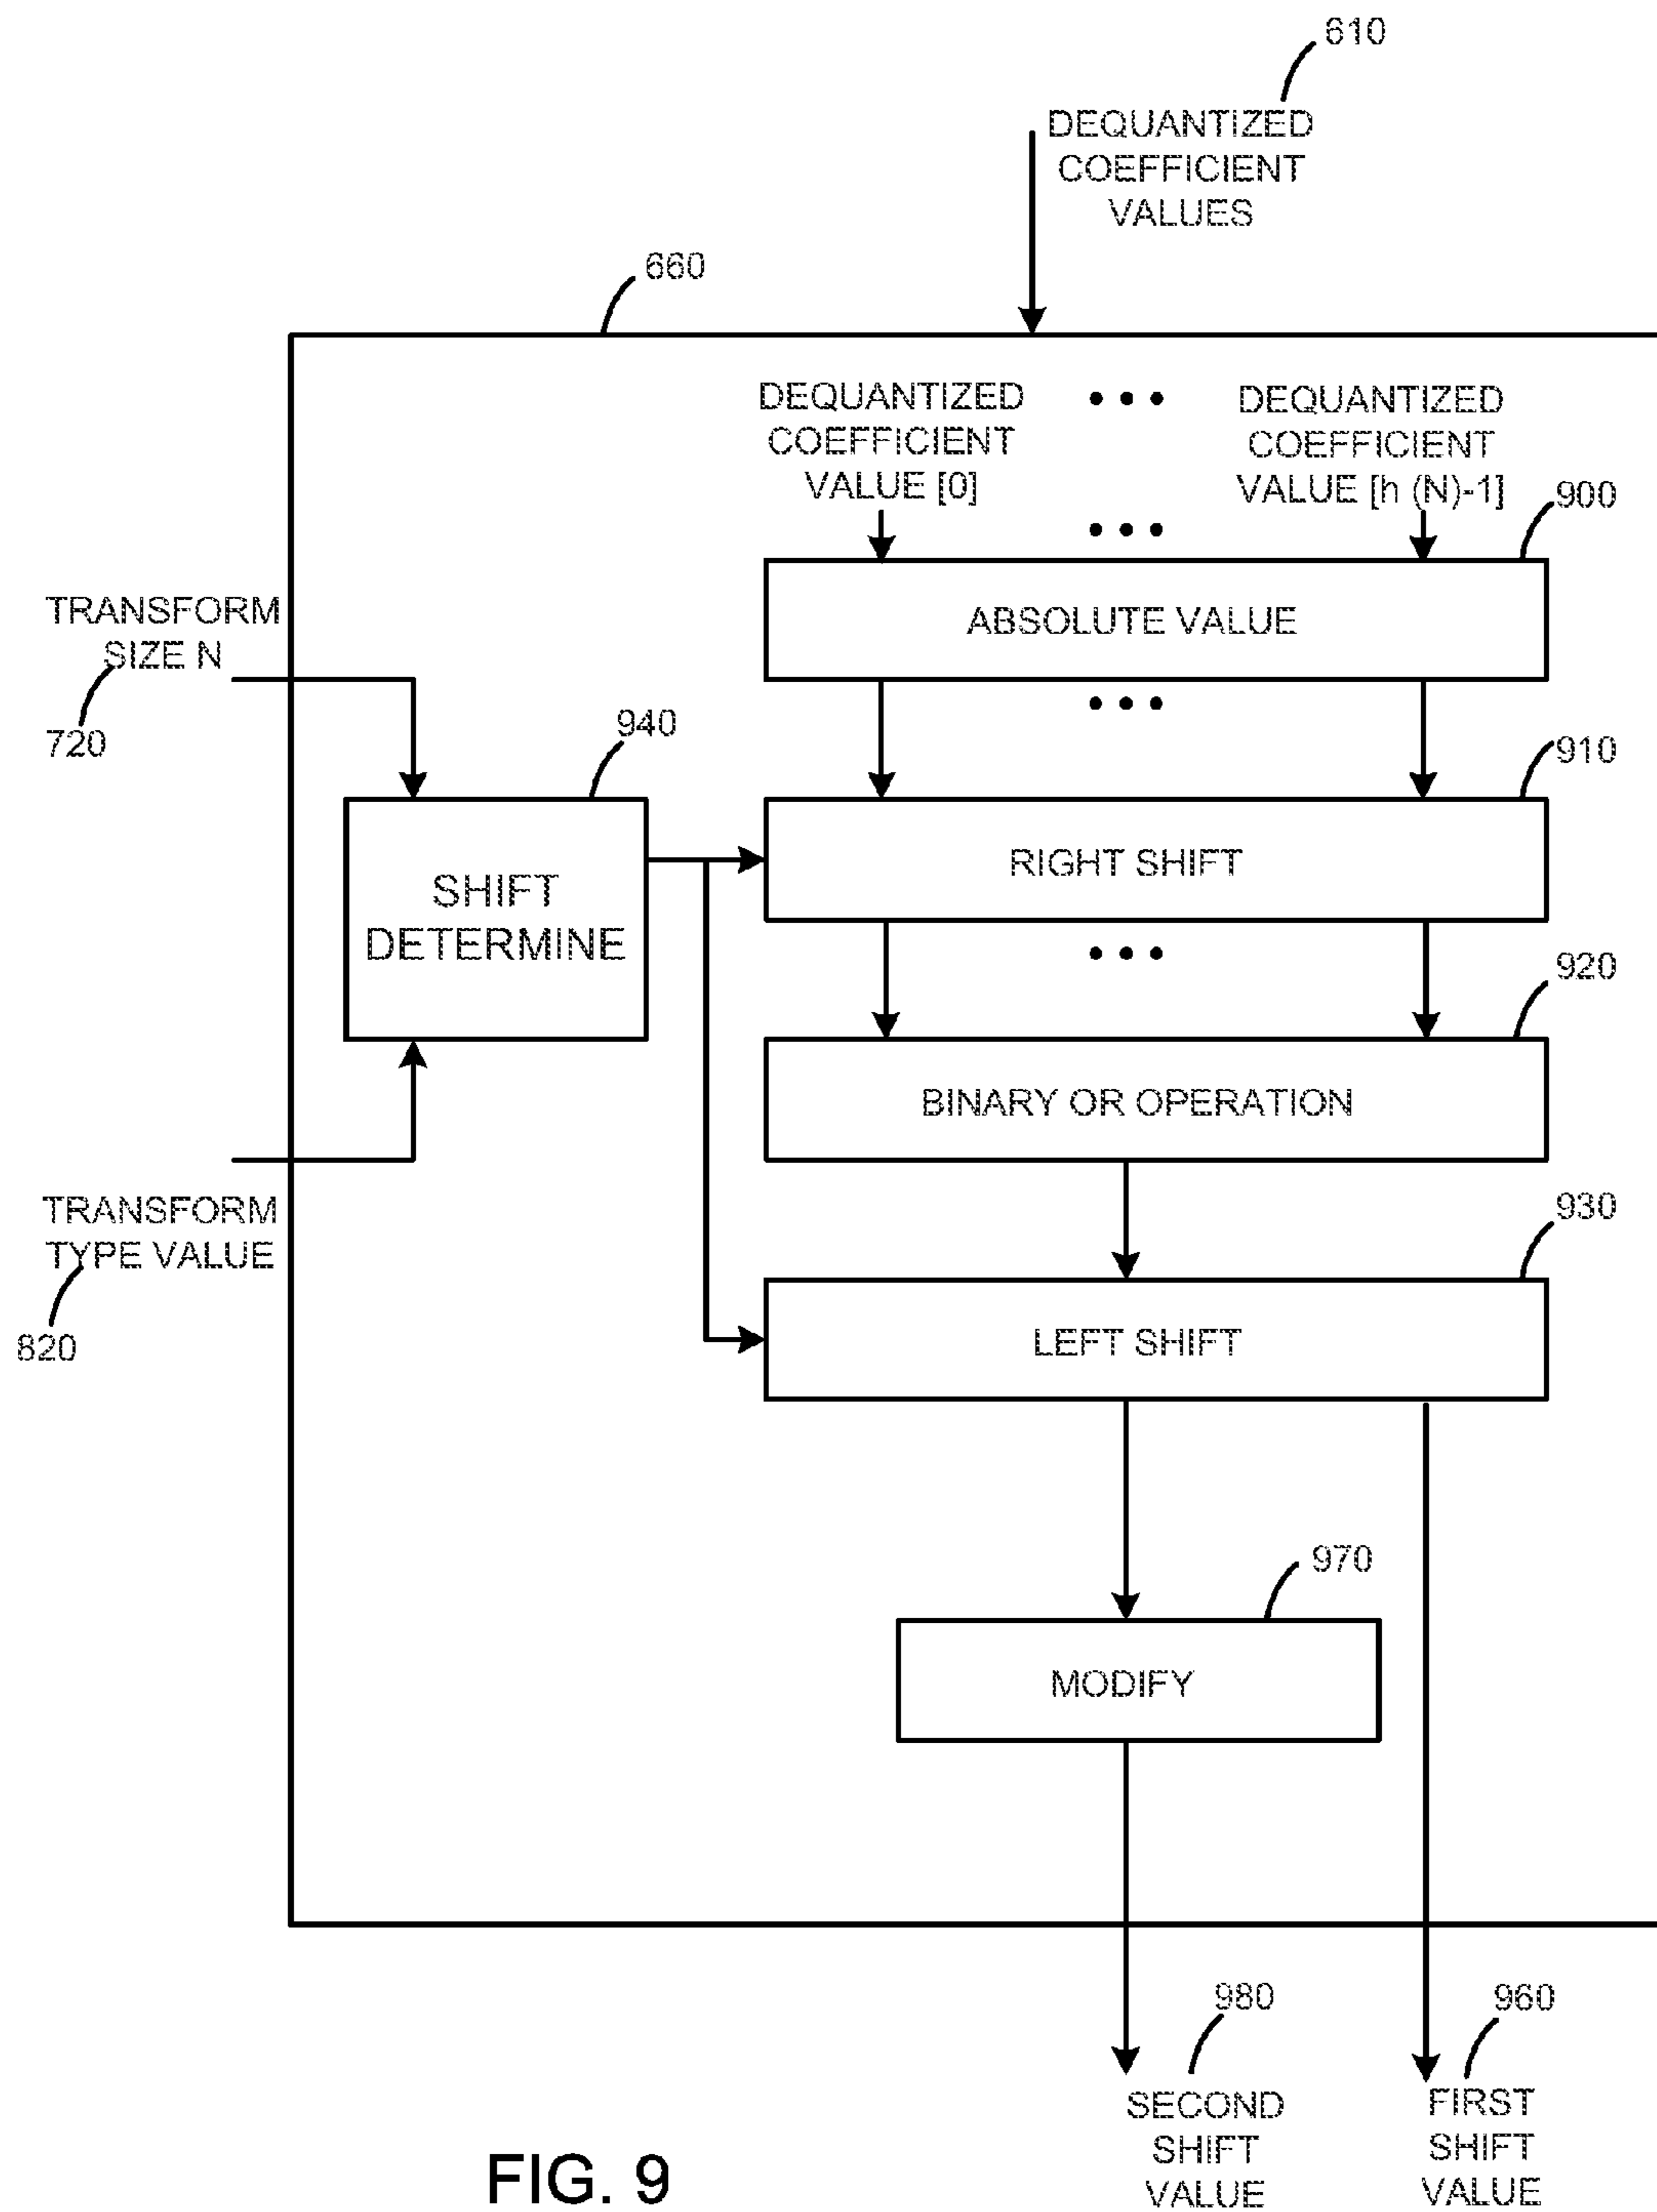 610
DEQUANTIZED
COEFFICIENT
VALUES
660
DEQUANTIZED
COEFFICIENT
VALUE [0]
• • •
DEQUANTIZED
COEFFICIENT
VALUE [h (N)-1]
• • •
900
ABSOLUTE VALUE
TRANSFORM
SIZE N
720
• • •
940
910
SHIFT
DETERMINE
RIGHT SHIFT
• • •
920
BINARY OR OPERATION
TRANSFORM
TYPE VALUE
820
930
LEFT SHIFT
970
MODIFY
980
SECOND
SHIFT
VALUE
960
FIRST
SHIFT
VALUE
FIG. 9